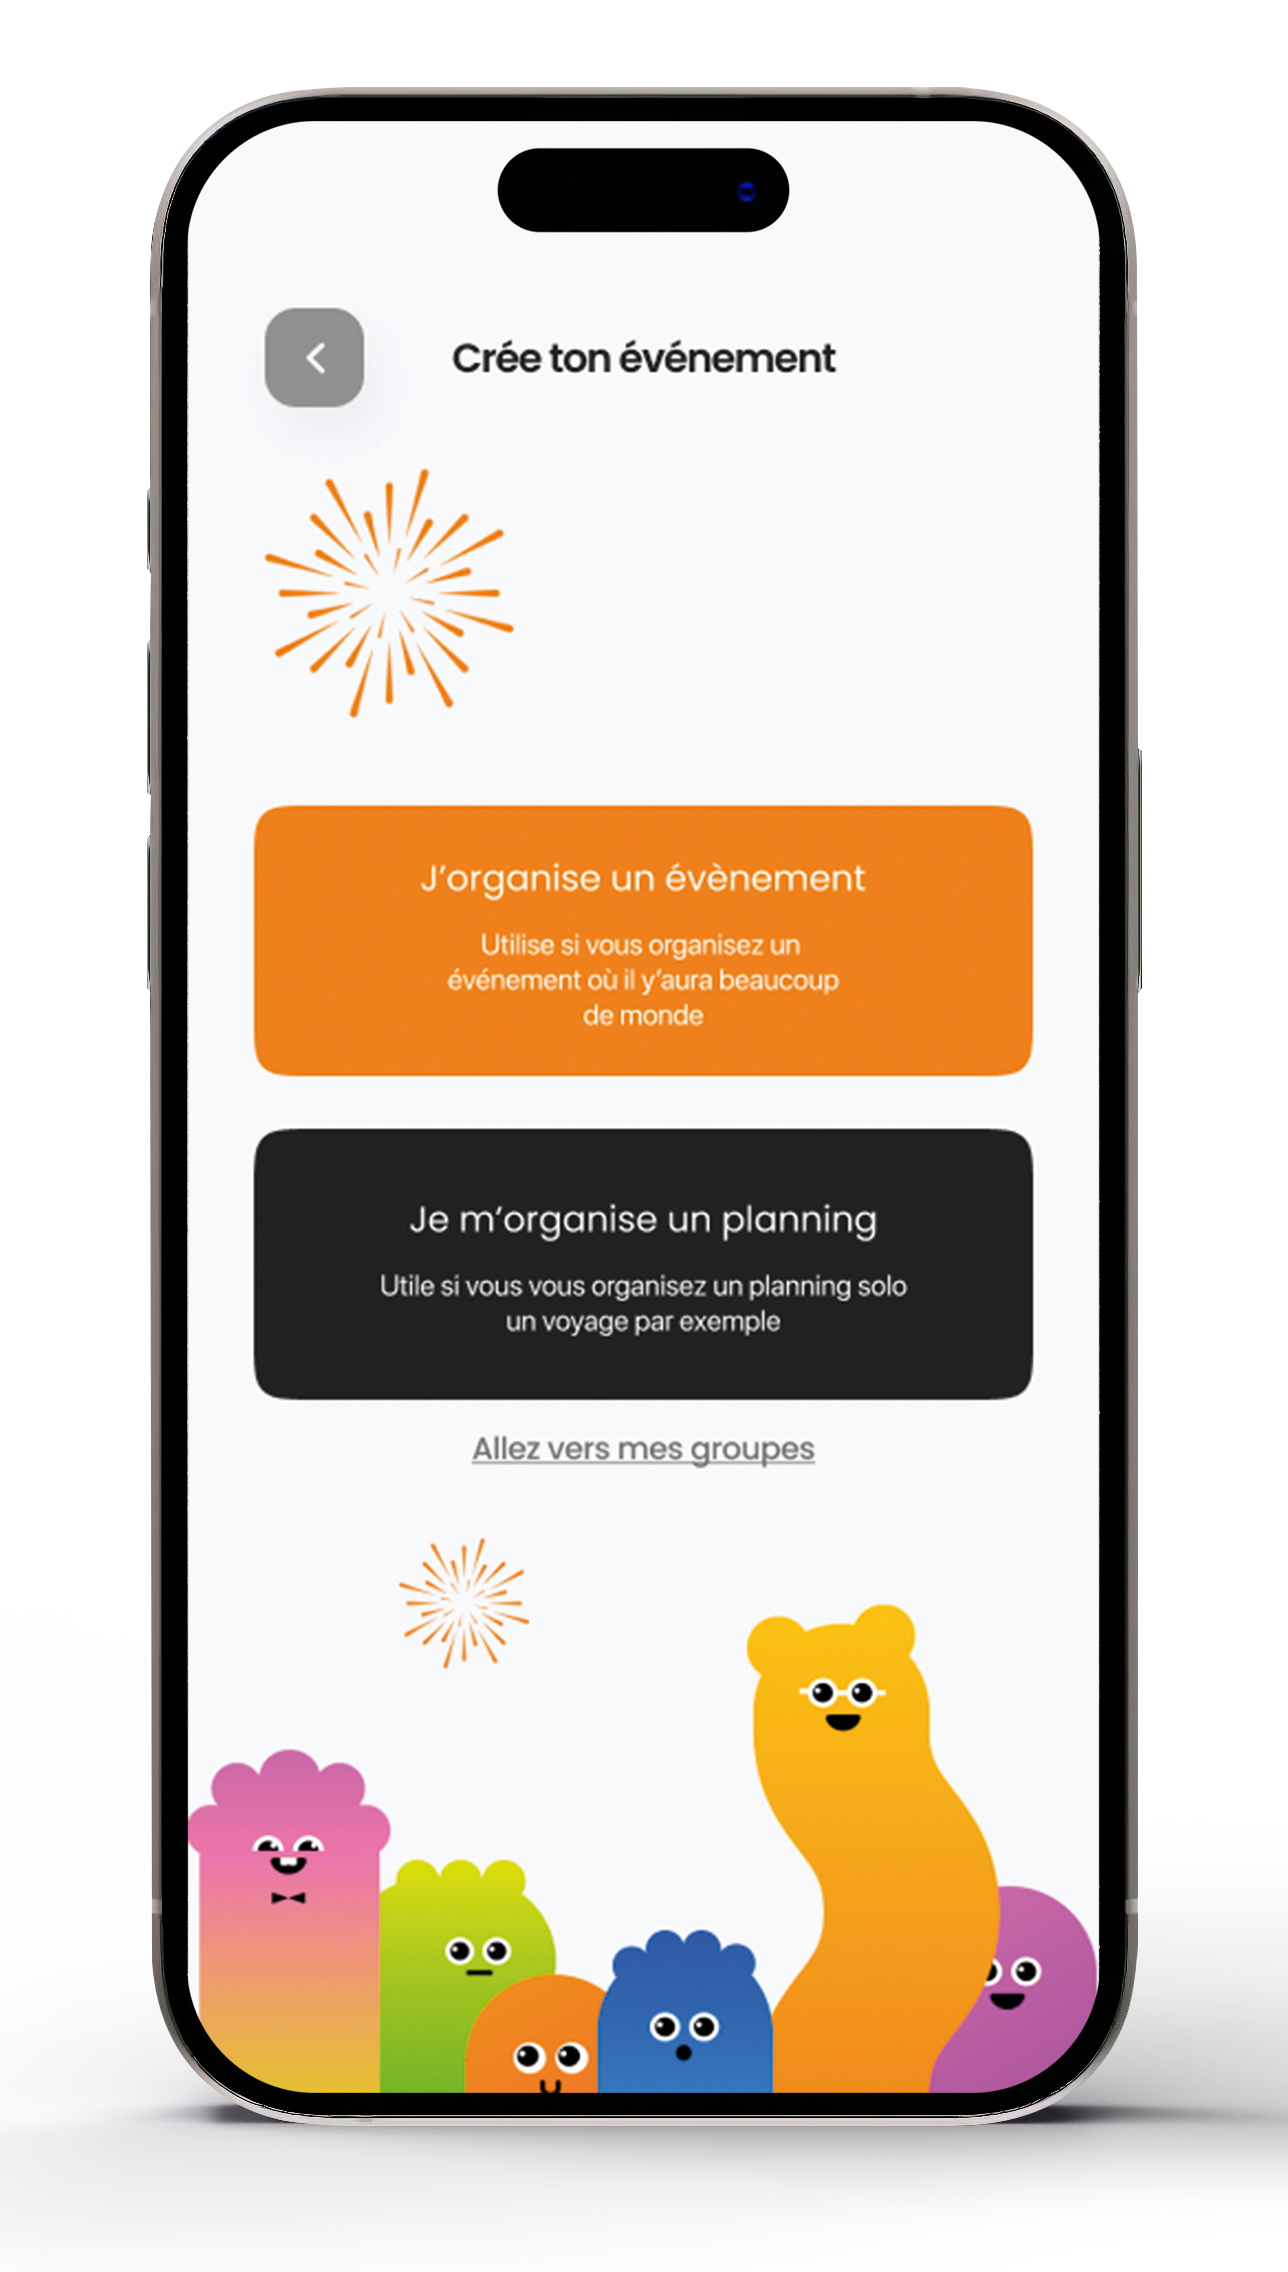 Crée ton événement
J'organise un évènement
Utilise si vous organisez un
événement où il y'aura beaucoup
de monde
Je m'organise un planning
Utile si vous vous organisez un planning solo
un voyage par exemple
Allez vers mes groupes